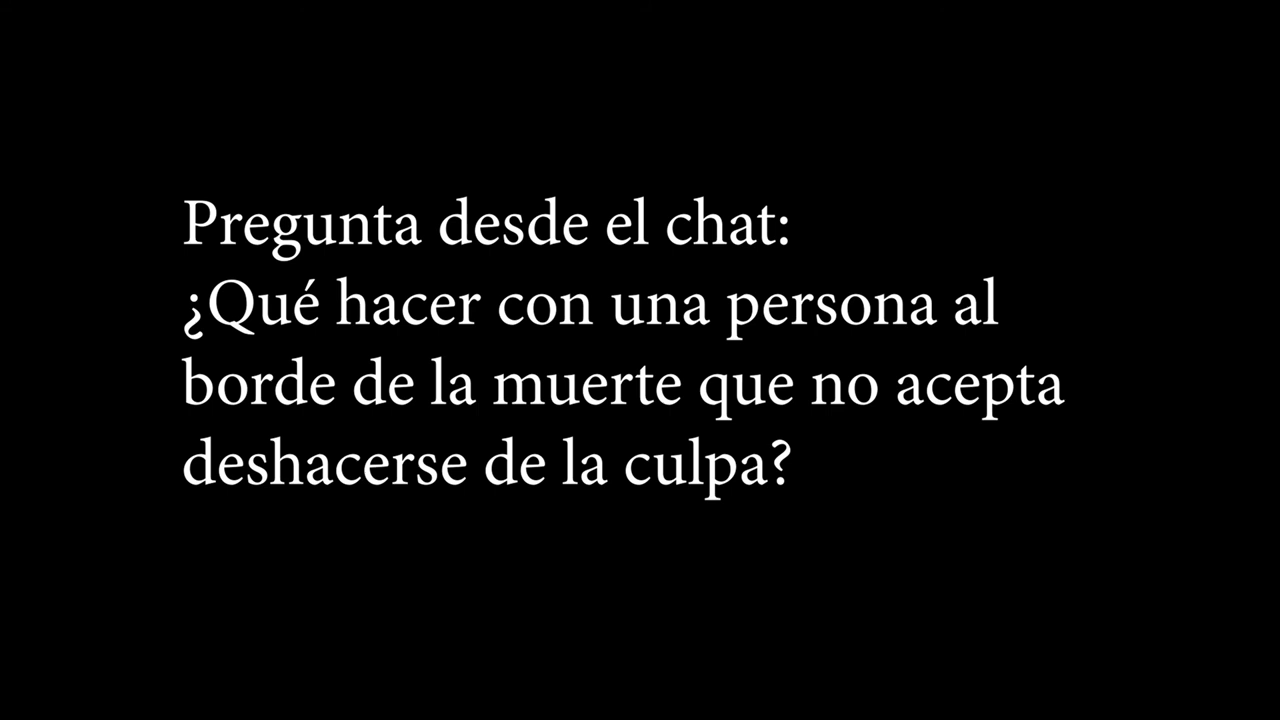 Pregunta desde el chat:
¿Qué hacer con una persona al
borde de la muerte que no acepta
deshacerse de la culpa?